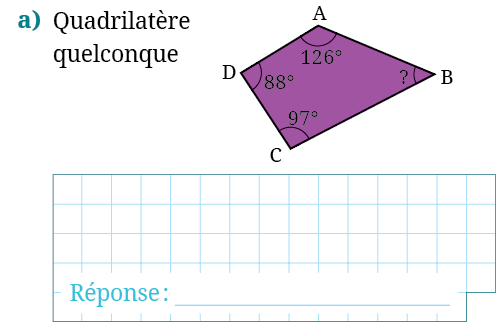 a) Quadrilatère
quelconque
A
126°
D
88°
?
B
97°
C
Réponse :